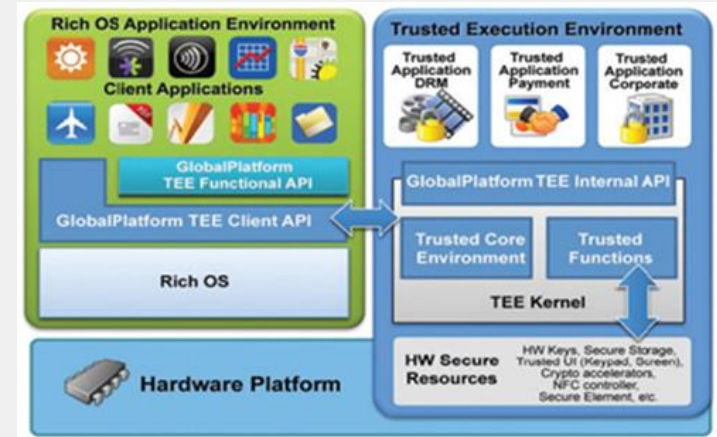 Rich OS Application Environment
Client Applications
GlobalPlatform
TEE Functional API
GlobalPlatform TEE Client API
Rich OS
Trusted Execution Environment
Trusted
Application
DRM
Trusted
Application
Payment
Trusted
Application
Corporate
GlobalPlatform TEE Internal API
Trusted Core
Environment
Trusted
Functions
TEE Kernel
HW Secure
Resources
HW Keys, Secure Storage,
Trusted UI (Keypad, Screen),
Crypto accelerators,
NFC controller,
Secure Element, etc.
Hardware Platform